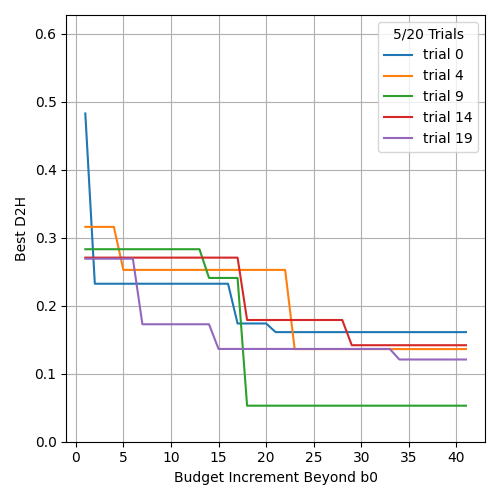 5/20 Trials
trial 0
trial 4
trial 9
trial 14
trial 19
Best D2H
0.6
0.5
0.4
0.3
0.2
0.1
0.0
0 5 10 15 20 25 30 35 40
Budget Increment Beyond b0